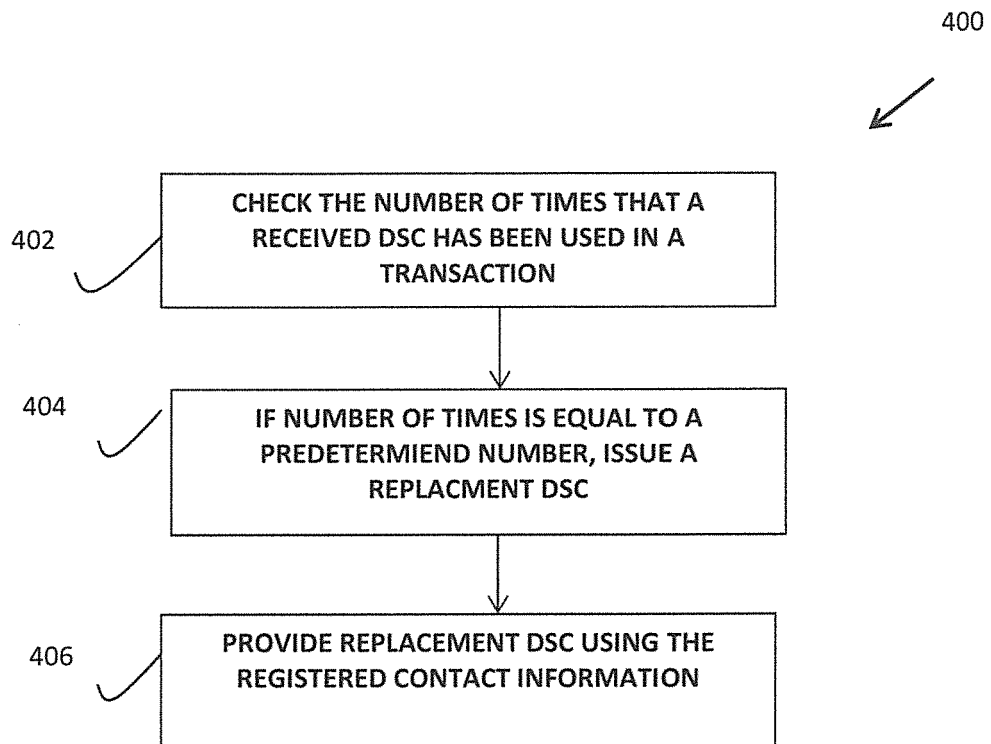 400
402
CHECK THE NUMBER OF TIMES THAT A
RECEIVED DSC HAS BEEN USED IN A
TRANSACTION
404
IF NUMBER OF TIMES IS EQUAL TO A
PREDETERMIEND NUMBER, ISSUE A
REPLACMENT DSC
406
PROVIDE REPLACEMENT DSC USING THE
REGISTERED CONTACT INFORMATION